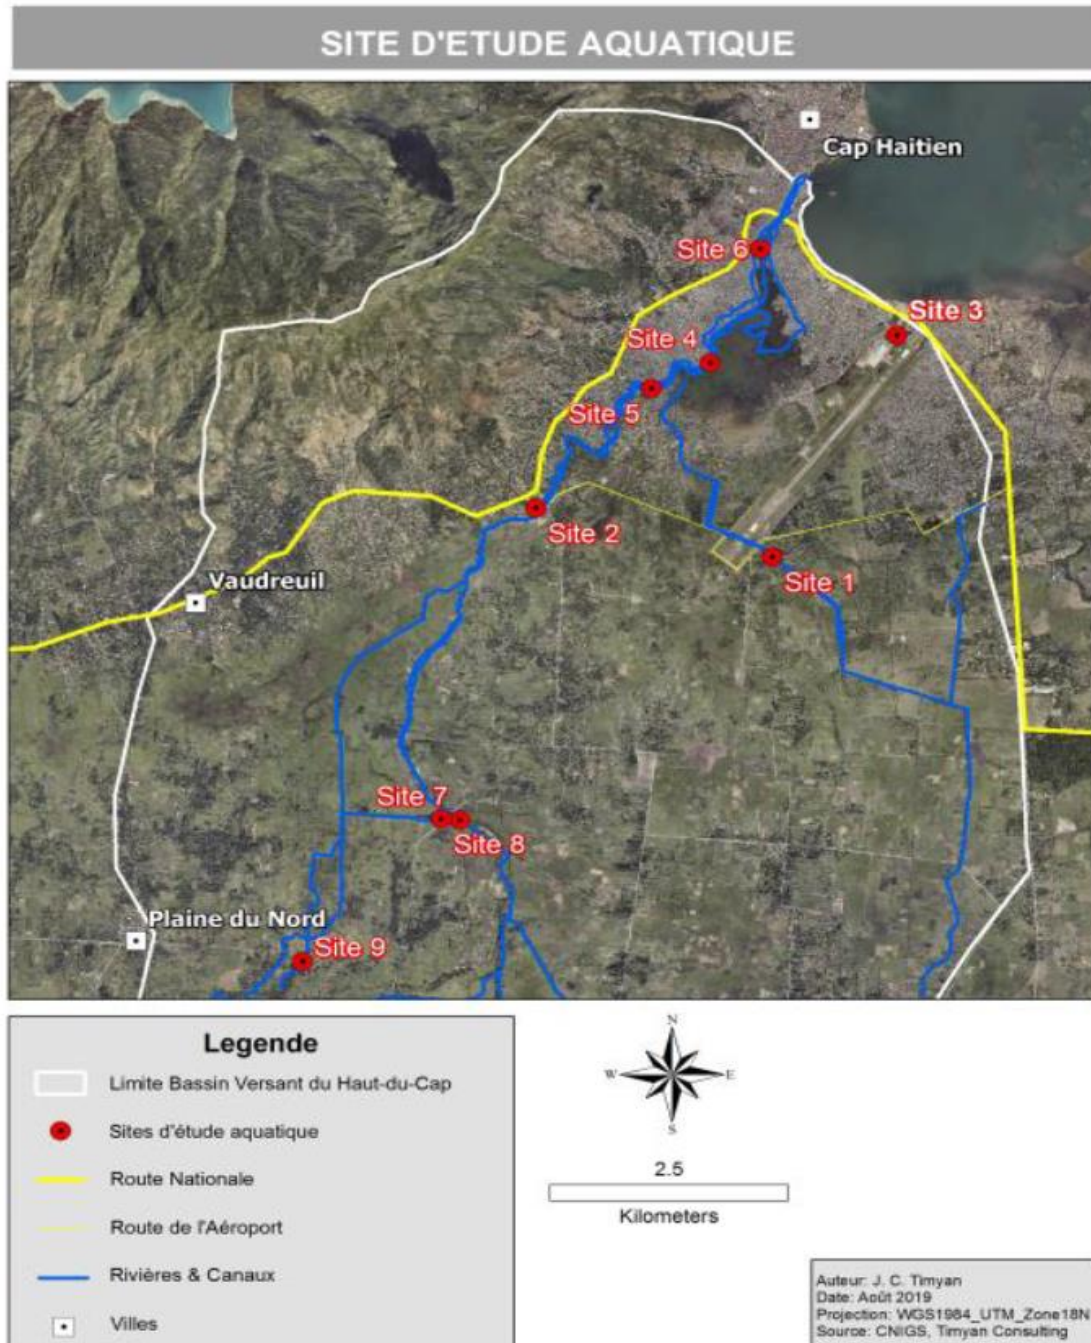 SITE D'ETUDE AQUATIQUE
Cap Haitien
Site 6
Site 3
Site 4
Site 5
Site 2
Site 1
Vaudreuil
Site 7
Site 8
Plaine du Nord
Site 9
Legende
Limite Bassin Versant du Haut-du-Cap
Sites d'étude aquatique
Route Nationale
Route de l'Aéroport
Rivières & Canaux
Villes
N
W E
S
2.5
Kilometers
Auteur: J. C. Timyan
Date: Août 2019
Projection: WGS1984_UTM_Zone18N
Source: CNIGS, Timyan Consulting